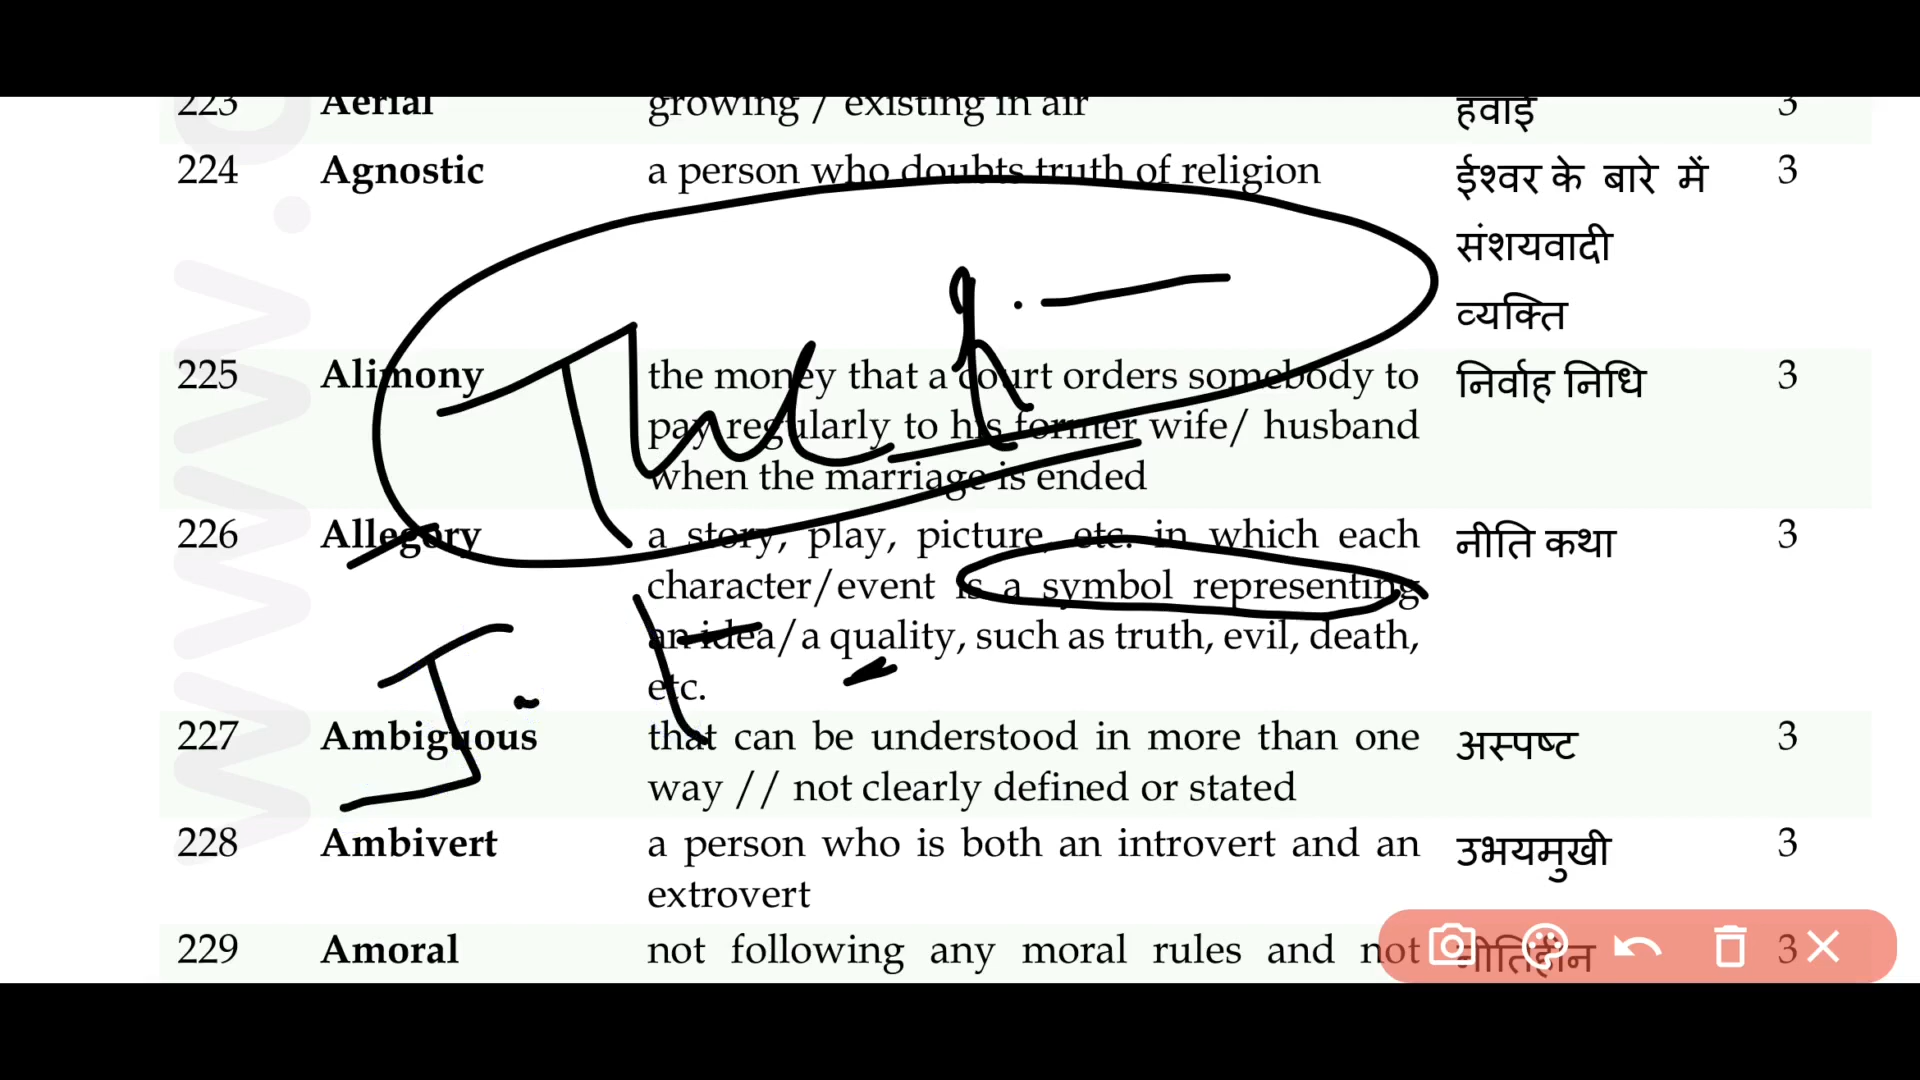 223 Aerial growing / existing in air हवाई 3
224 Agnostic a person who doubts truth of religion ईश्वर के बारे में 3
संशयवादी
व्यक्ति
225 Alimony the money that a court orders somebody to निर्वाह निधि 3
pay regularly to his former wife/ husband
when the marriage is ended
226 Allegory a story, play, picture, etc. in which each नीति कथा 3
character/event is a symbol representing
an idea/a quality, such as truth, evil, death,
etc.
227 Ambiguous that can be understood in more than one अस्पष्ट 3
way // not clearly defined or stated
228 Ambivert a person who is both an introvert and an उभयमुखी 3
extrovert
229 Amoral not following any moral rules and not नीतिहीन 3
www.